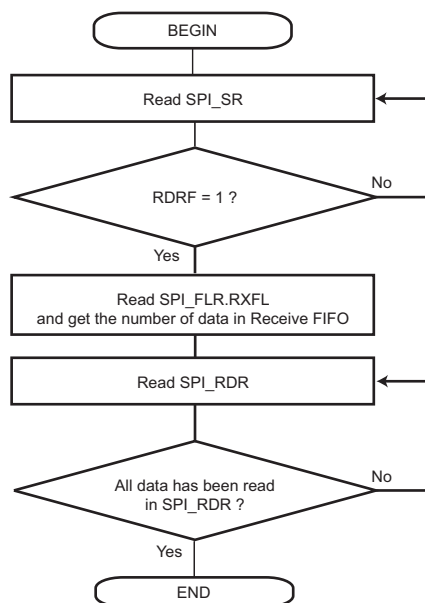 BEGIN
Read SPI_SR
No
RDRF = 1 ?
Yes
Read SPI_FLR.RXFL
and get the number of data in Receive FIFO
Read SPI_RDR
No
All data has been read
in SPI_RDR ?
Yes
END